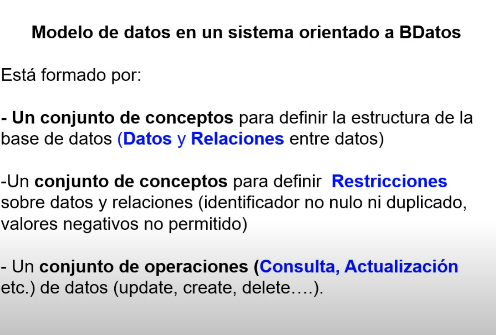 Modelo de datos en un sistema orientado a BDatos
Está formado por:
- Un conjunto de conceptos para definir la estructura de la
base de datos (Datos y Relaciones entre datos)
-Un conjunto de conceptos para definir Restricciones
sobre datos y relaciones (identificador no nulo ni duplicado,
valores negativos no permitido)
- Un conjunto de operaciones (Consulta, Actualización
etc.) de datos (update, create, delete….).